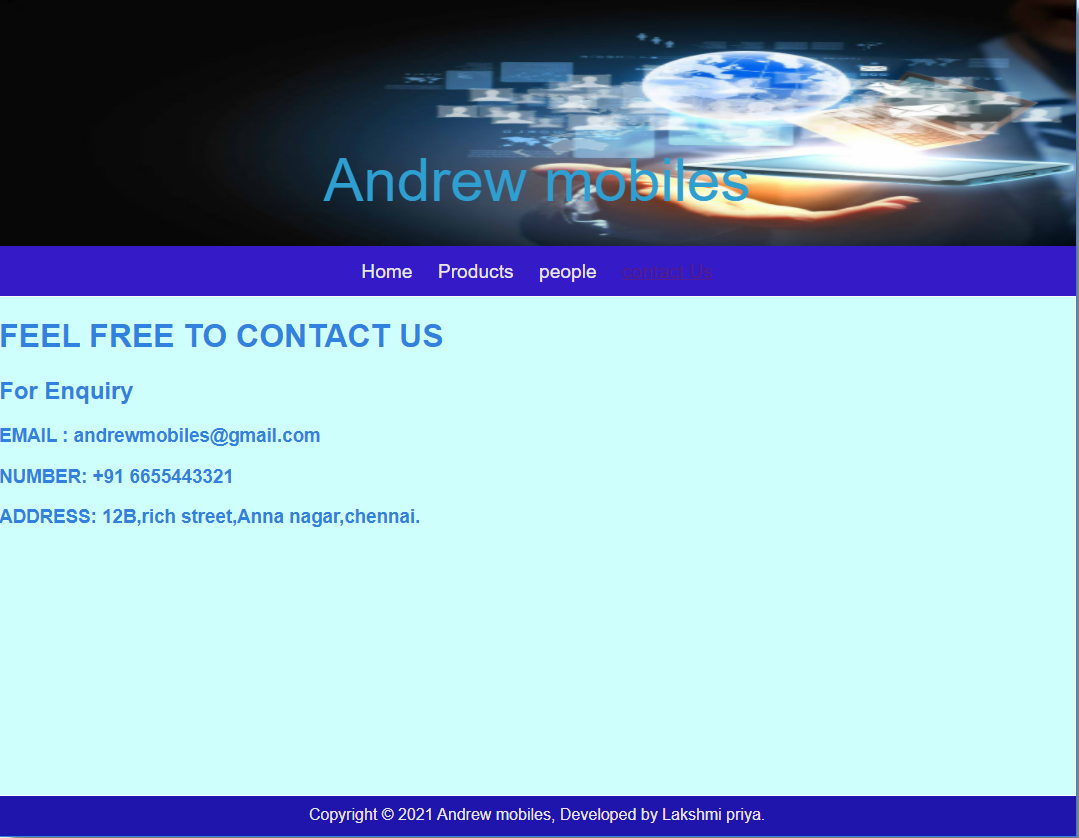 Andrew mobiles
Home Products people contact Us
FEEL FREE TO CONTACT US
For Enquiry
EMAIL : andrewmobiles@gmail.com
NUMBER: +91 6655443321
ADDRESS: 12B,rich street,Anna nagar,chennai.
Copyright © 2021 Andrew mobiles, Developed by Lakshmi priya.